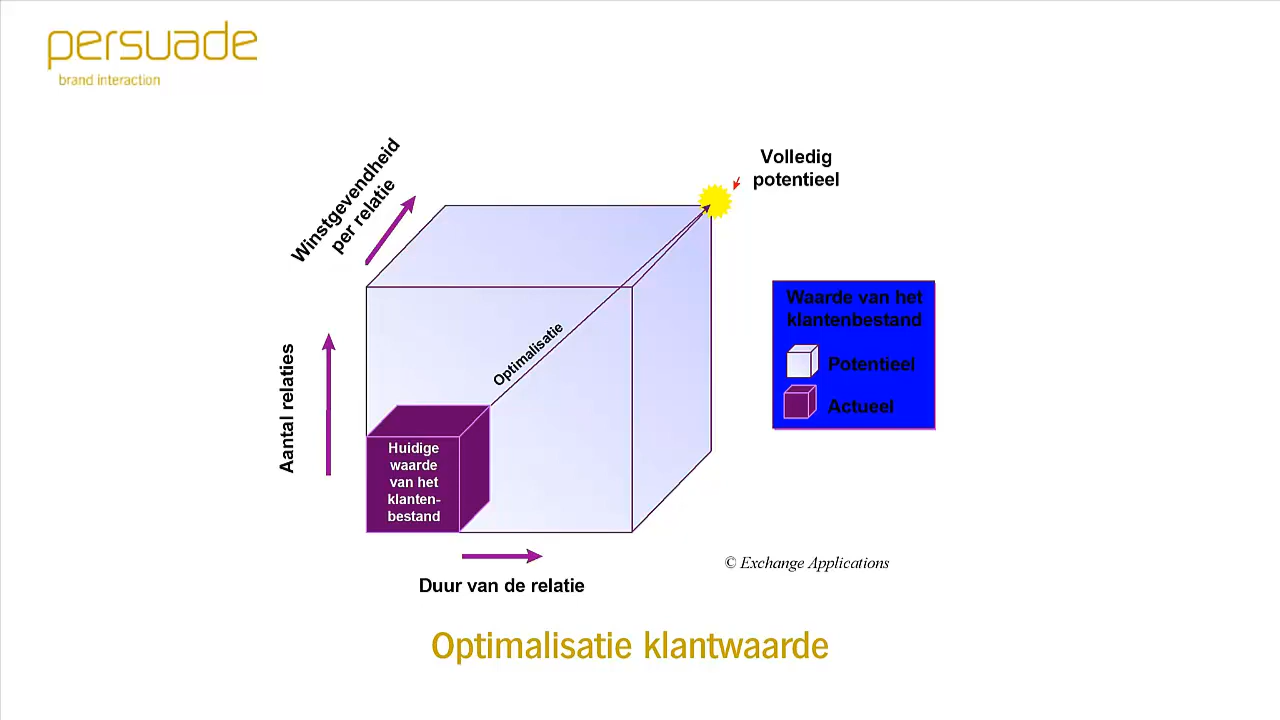 persuade
brand interaction
Winstgevendheid
per relatie
Volledig
potentieel
Waarde van het
klantenbestand
Potentieel
Actueel
Optimalisatie
Aantal relaties
Huidige
waarde
van het
klanten-
bestand
Duur van de relatie
© Exchange Applications
Optimalisatie klantwaarde